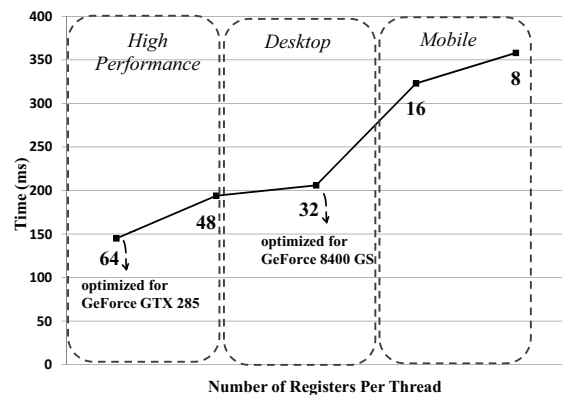 400
350
300
250
200
150
100
50
0
Time (ms)
High
Performance
Desktop
Mobile
64
48
32
16
8
optimized for
GeForce GTX 285
optimized for
GeForce 8400 GS
Number of Registers Per Thread